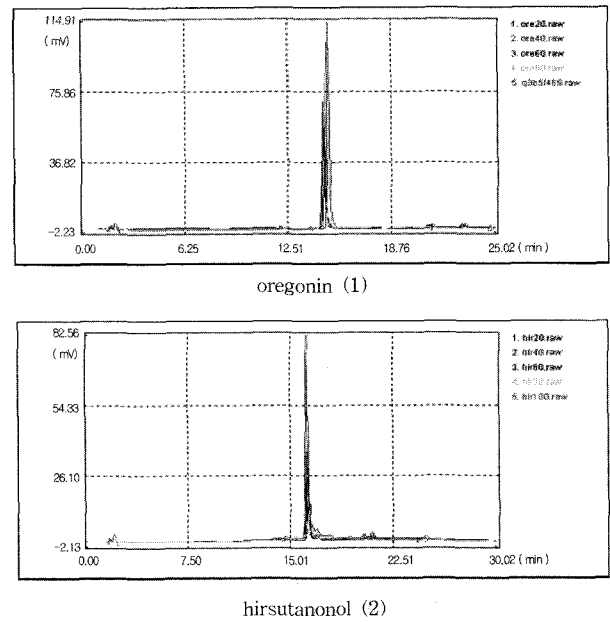 114.91
(mV)
75.86
36.82
-2.23
0.00 6.25 12.51 18.76 25.02 (min)
1. ore20.raw
2. ore40.raw
3. ore60.raw
oregonin (1)
82.56
(mV)
54.33
26.10
-2.13
0.00 7.50 15.01 22.51 30.02 (min)
1. hir20.raw
2. hir40.raw
3. hir60.raw
5. hir100.raw
hirsutanonol (2)